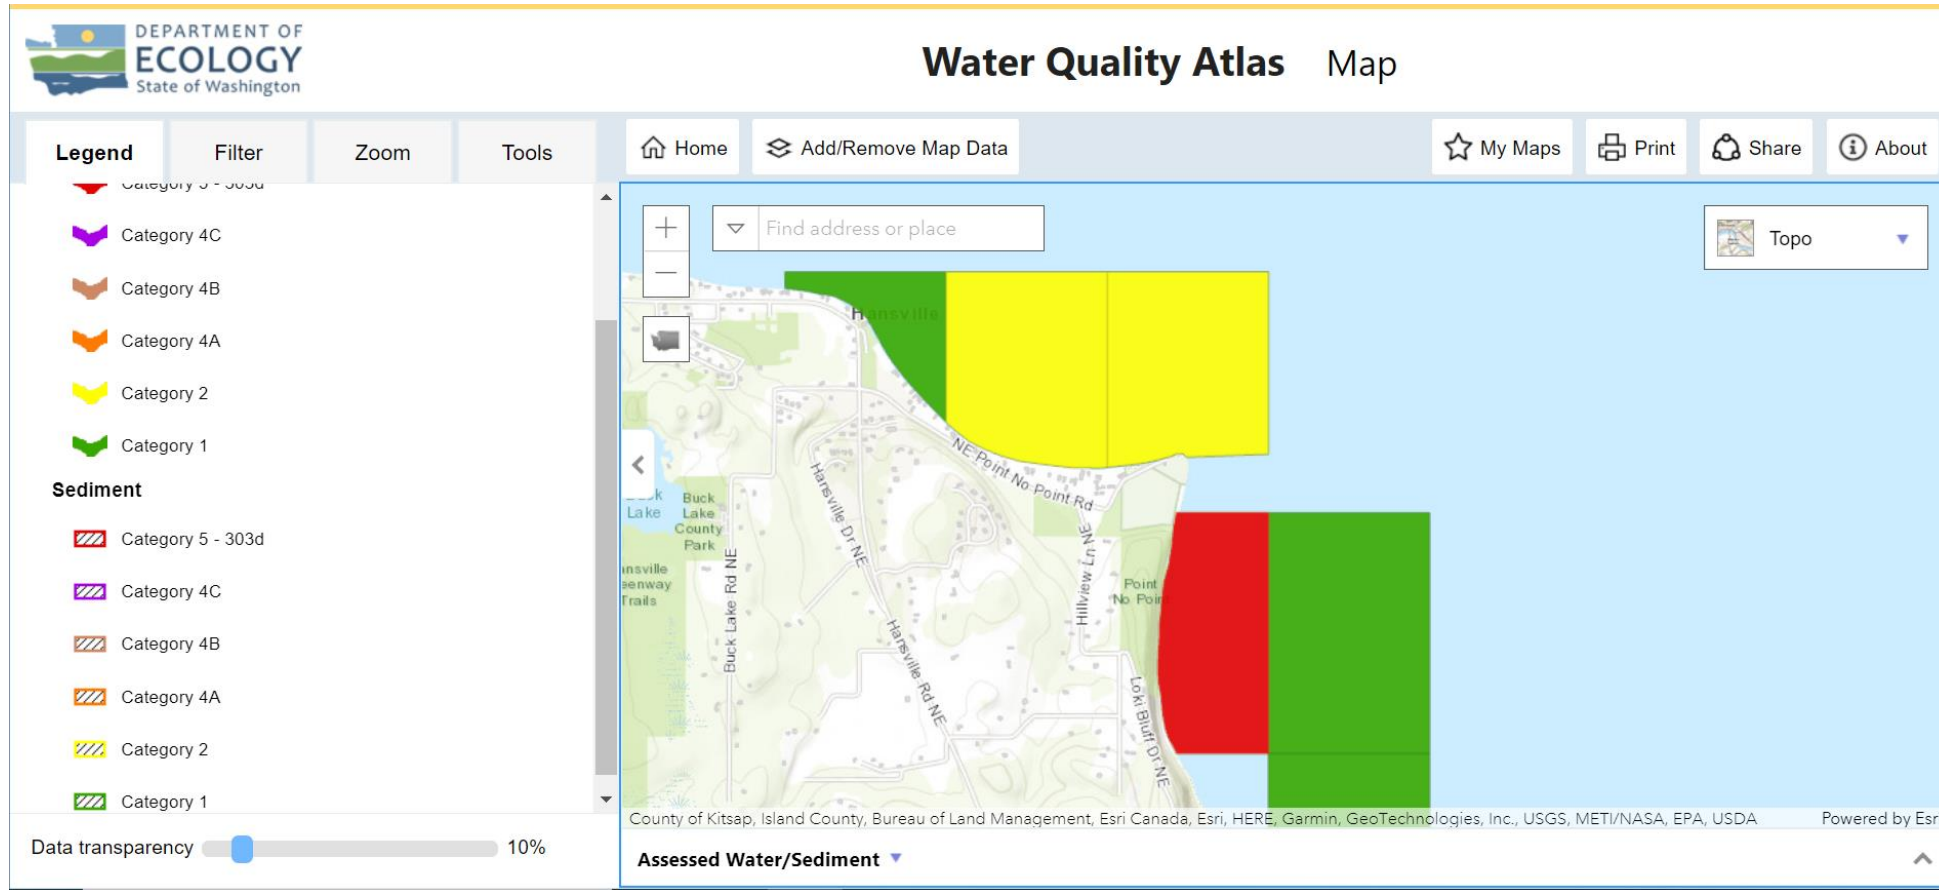 DEPARTMENT OF
ECOLOGY
State of Washington
Water Quality Atlas Map
Legend
Filter
Zoom
Tools
Home
Add/Remove Map Data
My Maps
Print
Share
About
Category 5 - 303d
Category 4C
Category 4B
Category 4A
Category 2
Category 1
Sediment
Category 5 - 303d
Category 4C
Category 4B
Category 4A
Category 2
Category 1
Data transparency
10%
+
Find address or place
−
Topo
Hansville
NE Point No Point Rd
Hansville Dr NE
Lake
Buck
Lake
County
Park
Buck Lake Rd NE
Trails
Hillview Ln NE
Point
No Point
Hansville Rd NE
Loki Bluff Dr NE
County of Kitsap, Island County, Bureau of Land Management, Esri Canada, Esri, HERE, Garmin, GeoTechnologies, Inc., USGS, METI/NASA, EPA, USDA
Powered by Esr
Assessed Water/Sediment